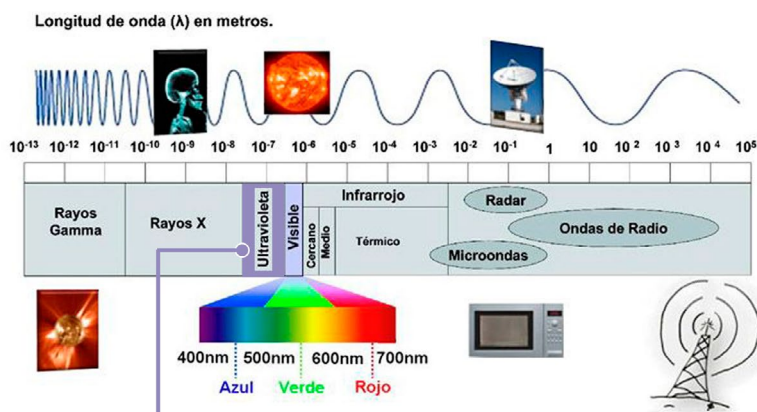 Longitud de onda (λ) en metros.
10⁻¹³ 10⁻¹² 10⁻¹¹ 10⁻¹⁰ 10⁻⁹ 10⁻⁸ 10⁻⁷ 10⁻⁶ 10⁻⁵ 10⁻⁴ 10⁻³ 10⁻² 10⁻¹ 1 10 10² 10³ 10⁴ 10⁵
Rayos Gamma
Rayos X
Ultravioleta
Visible
Infrarrojo
Cercano
Medio
Térmico
Radar
Ondas de Radio
Microondas
400nm 500nm 600nm 700nm
Azul Verde Rojo